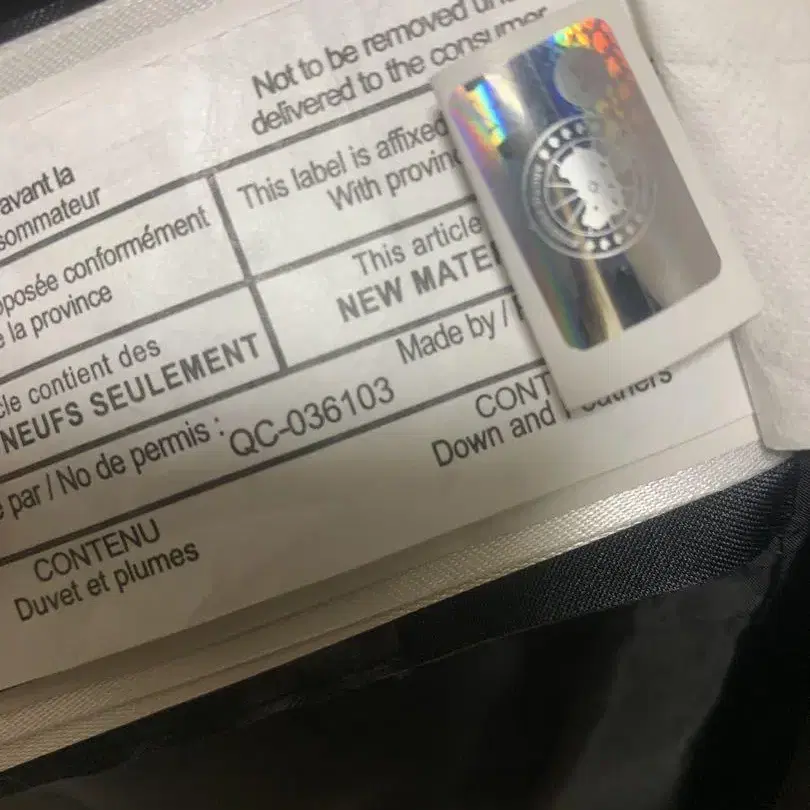 Not to be removed
delivered to the consumer
avant la
sommateur
This label is affixed
With
posée conformément
la province
This article
NEW
cle contient des
NEUFS SEULEMENT
Made by /
par / No de permis : QC-036103
CONT
Down and Feathers
CONTENU
Duvet et plumes